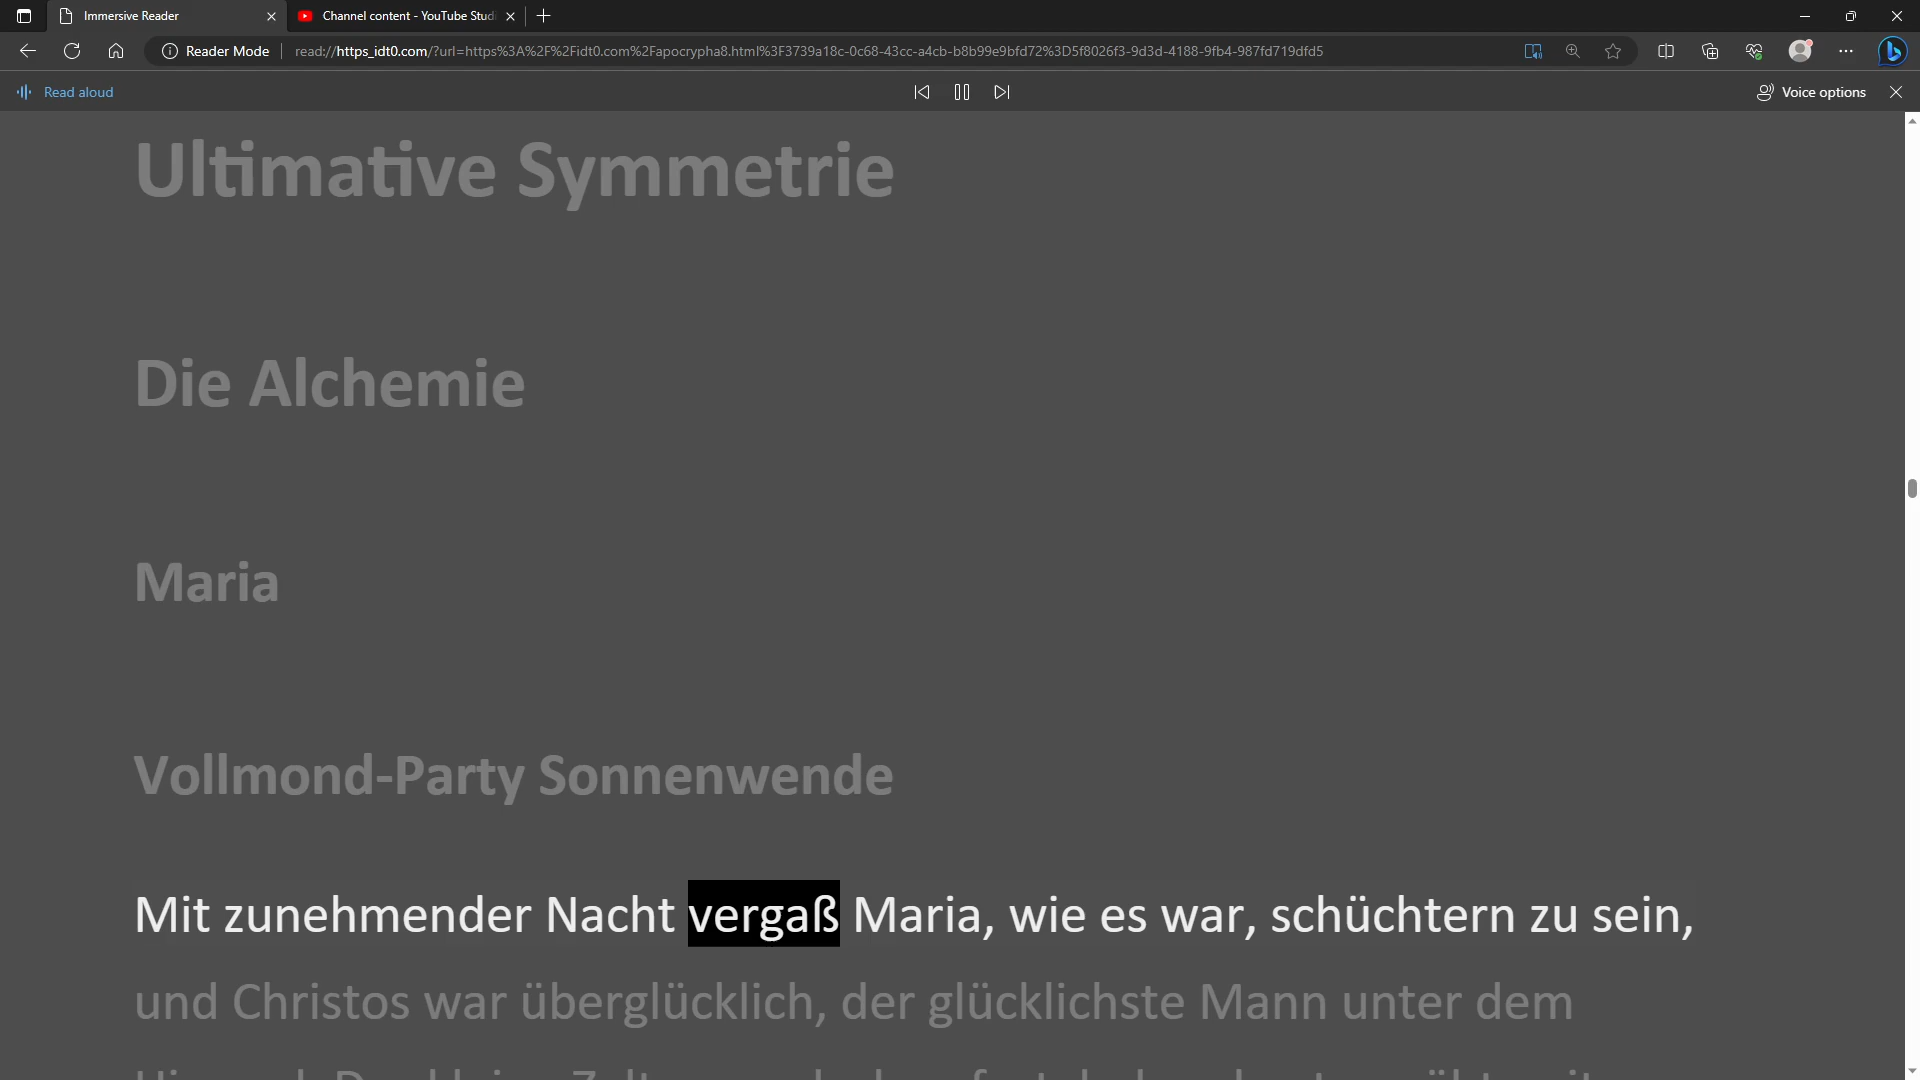 Immersive Reader
Channel content - YouTube Studi
Reader Mode
read://https_idt0.com/?url=https%3A%2F%2Fidt0.com%2Fapocrypha8.html%3F3739a18c-0c68-43cc-a4cb-b8b99e9bfd72%3D5f8026f3-9d3d-4188-9fb4-987fd719dfd5
Read aloud
Voice options
Ultimative Symmetrie
Die Alchemie
Maria
Vollmond-Party Sonnenwende
Mit zunehmender Nacht vergaß Maria, wie es war, schüchtern zu sein,
und Christos war überglücklich, der glücklichste Mann unter dem